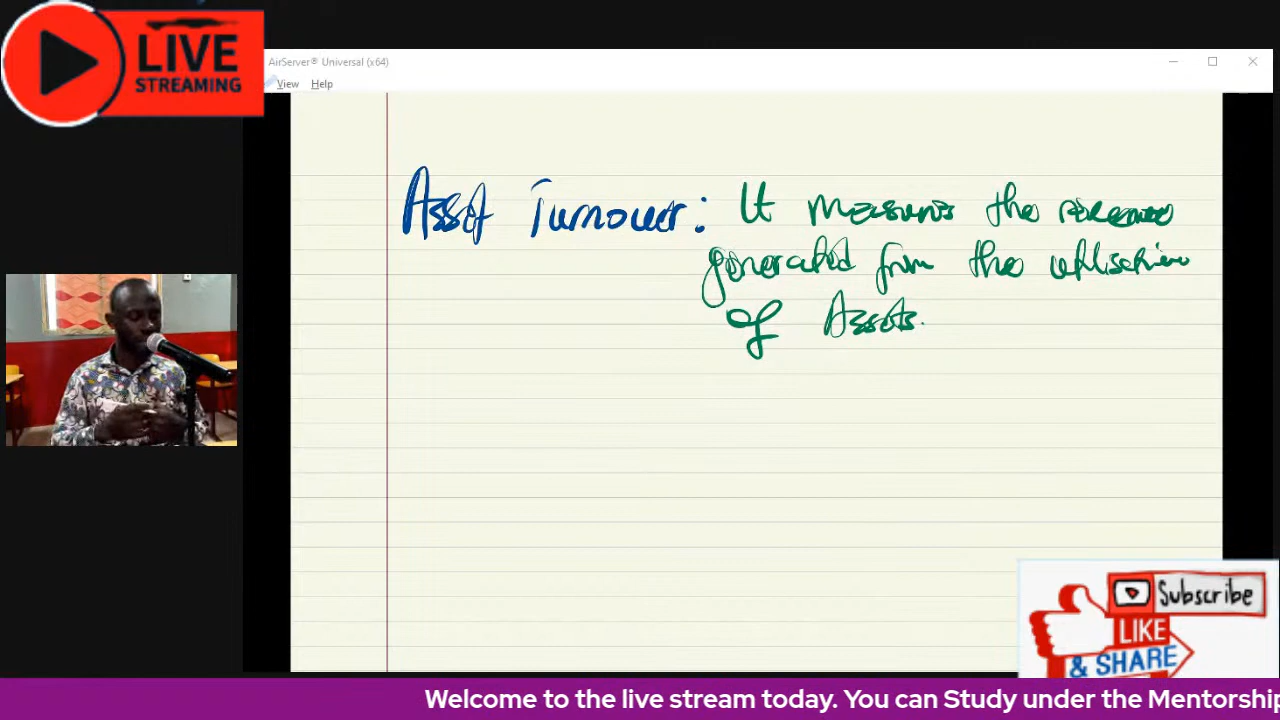 LIVE
STREAMING
AirServer® Universal (x64)
View Help
Asset Turnover: It measures the revenue
generated from the utilisation
of Assets.
Subscribe
LIKE
& SHARE
Welcome to the live stream today. You can Study under the Mentorship